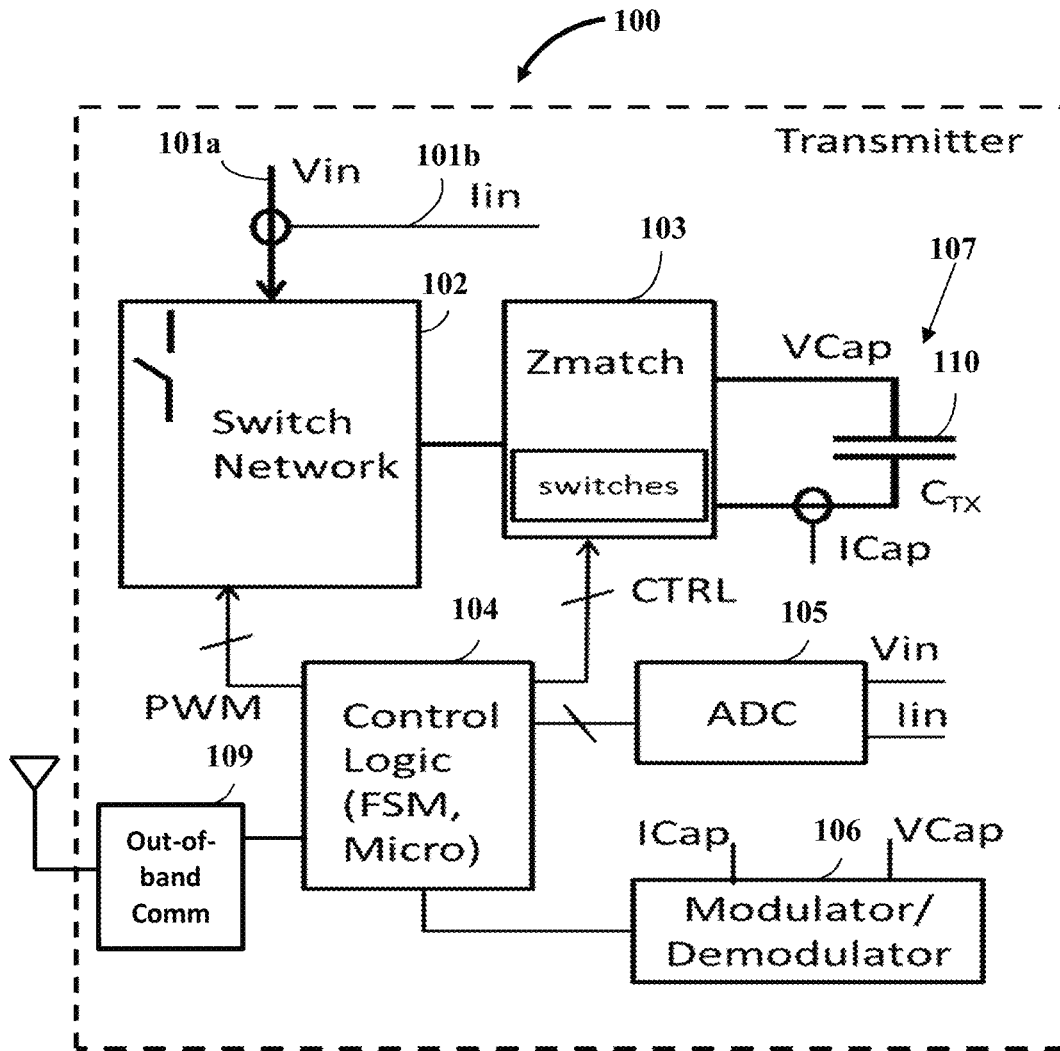 100
Transmitter
101a
Vin
101b
Iin
103
107
102
VCap
110
Zmatch
Switch
Network
switches
CTX
ICap
CTRL
104
105
Vin
PWM
ADC
Iin
Control
Logic
(FSM,
Micro)
109
Out-of-
band
Comm
ICap
VCap
106
Modulator/
Demodulator